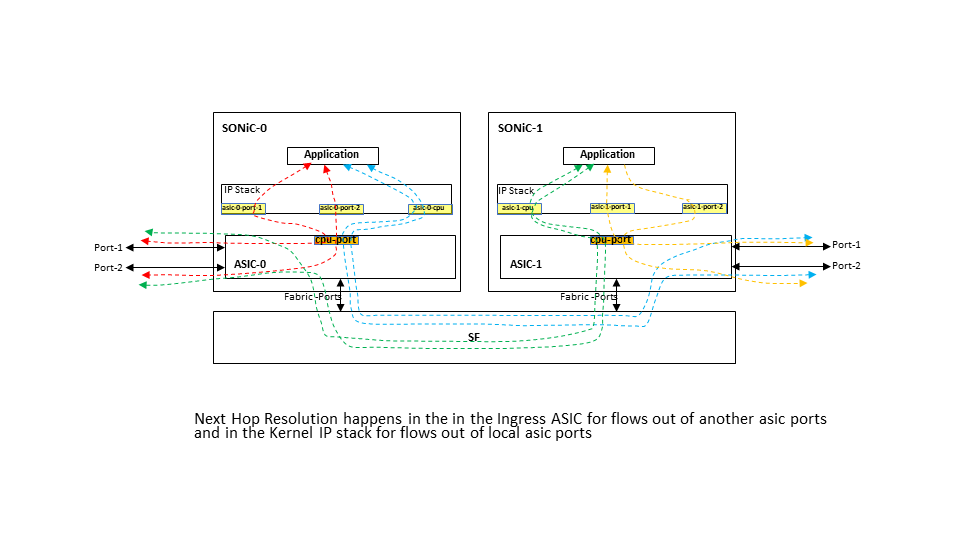 SONiC-0
SONiC-1
Application
Application
IP Stack
IP Stack
asic-0-port-1
asic-0-port-2
asic-0-cpu
asic-1-cpu
asic-1-port-1
asic-1-port-2
cpu-port
cpu-port
Port-1
Port-2
ASIC-0
ASIC-1
Port-1
Port-2
Fabric -Ports
Fabric -Ports
SF
Next Hop Resolution happens in the in the Ingress ASIC for flows out of another asic ports
and in the Kernel IP stack for flows out of local asic ports